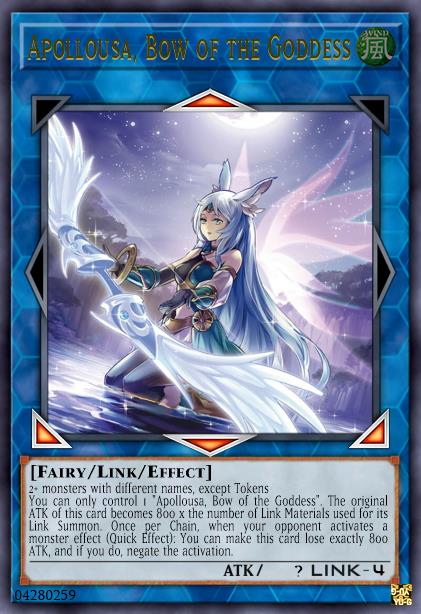 Apollousa, Bow of the Goddess
WIND
風
[Fairy/Link/Effect]
2+ monsters with different names, except Tokens
You can only control 1 "Apollousa, Bow of the Goddess". The original
ATK of this card becomes 800 x the number of Link Materials used for its
Link Summon. Once per Chain, when your opponent activates a
monster effect (Quick Effect): You can make this card lose exactly 800
ATK, and if you do, negate the activation.
ATK/ ? LINK-4
04280259